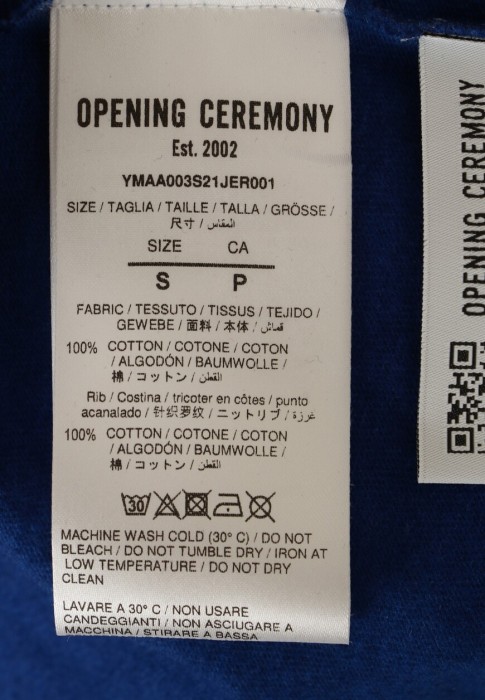 OPENING CEREMONY
Est. 2002
YMAA003S21JER001
SIZE / TAGLIA / TAILLE / TALLA / GRÖSSE /
尺寸 / المقاس
SIZE CA
S P
FABRIC / TESSUTO / TISSUS / TEJIDO /
GEWEBE / 面料 / 本体 / قماش
100% COTTON / COTONE / COTON
/ ALGODÓN / BAUMWOLLE /
棉 / コットン / القطن
Rib / Costina / tricoter en côtes / punto
acanalado / 针织罗纹 / ニットリブ / غرزة
100% COTTON / COTONE / COTON
/ ALGODÓN / BAUMWOLLE /
棉 / コットン / القطن
30
MACHINE WASH COLD (30° C) / DO NOT
BLEACH / DO NOT TUMBLE DRY / IRON AT
LOW TEMPERATURE / DO NOT DRY
CLEAN
LAVARE A 30° C / NON USARE
CANDEGGIANTI / NON ASCIUGARE A
MACCHINA / STIRARE A BASSA
OPENING CEREMONY